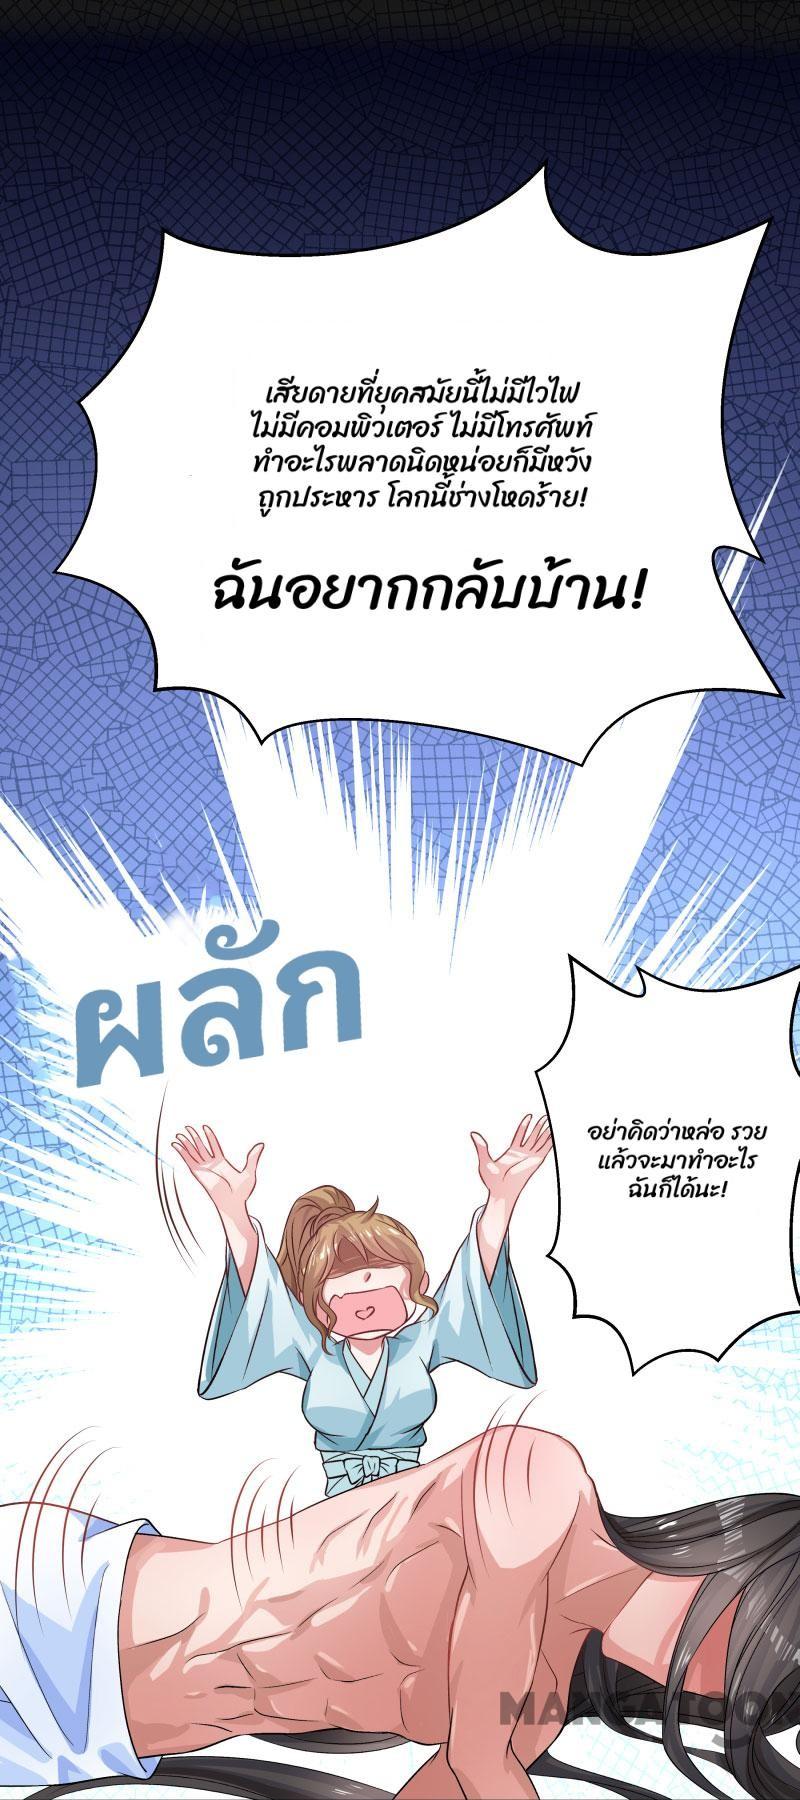 เสียดายที่ยุคสมัยนี้ไม่มีไวไฟ
ไม่มีคอมพิวเตอร์ ไม่มีโทรศัพท์
ทำอะไรพลาดนิดหน่อยก็มีหวัง
ถูกประหาร โลกนี้ช่างโหดร้าย!
ฉันอยากกลับบ้าน!
ผลัก
อย่าคิดว่าหล่อ รวย
แล้วจะมาทำอะไร
ฉันก็ได้นะ!
MANGATOON